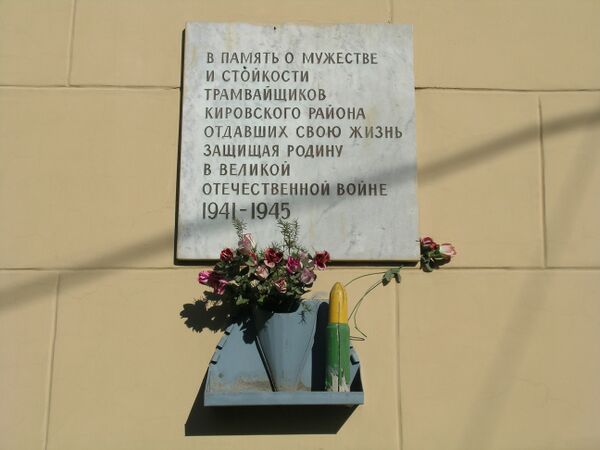 В ПАМЯТЬ О МУЖЕСТВЕ
И СТОЙКОСТИ
ТРАМВАЙЩИКОВ
КИРОВСКОГО РАЙОНА
ОТДАВШИХ СВОЮ ЖИЗНЬ
ЗАЩИЩАЯ РОДИНУ
В ВЕЛИКОЙ
ОТЕЧЕСТВЕННОЙ ВОЙНЕ
1941-1945